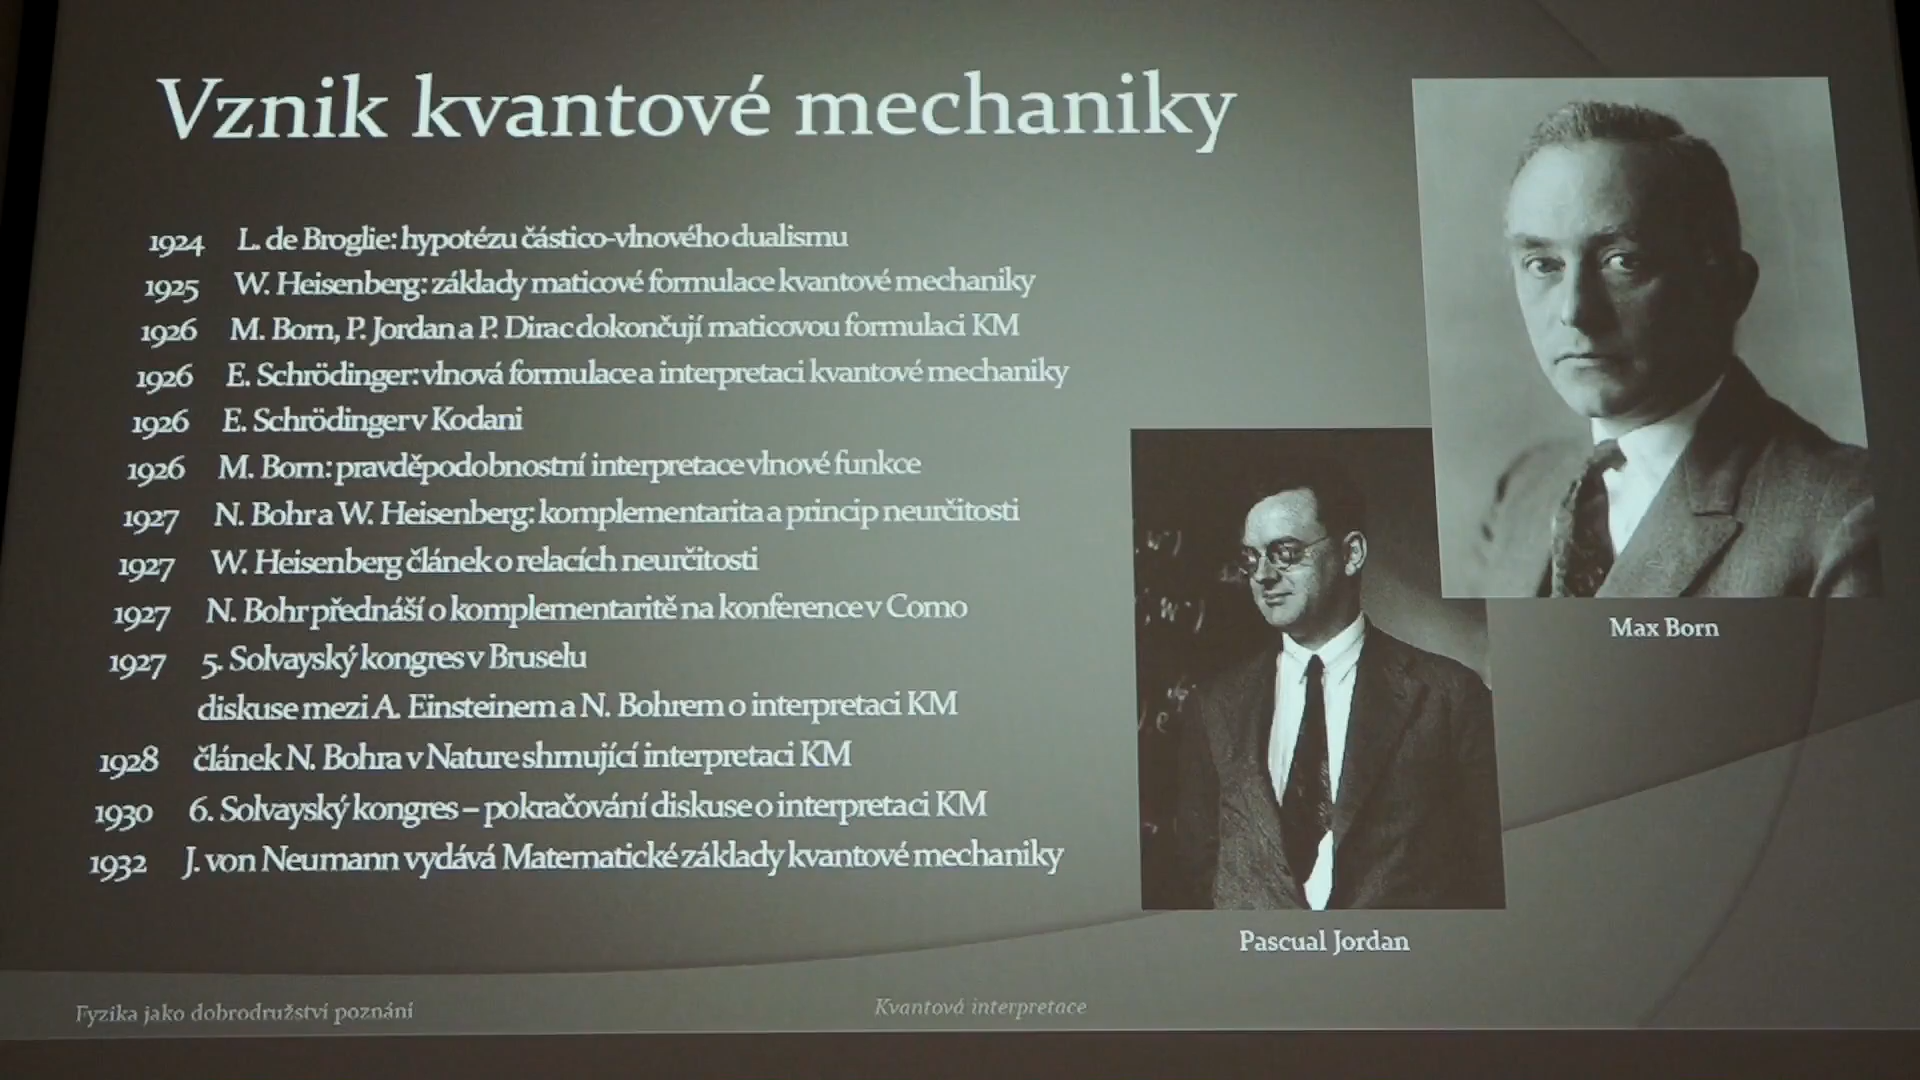 Vznik kvantové mechaniky
1924 L. de Broglie: hypotézu částico-vlnového dualismu
1925 W. Heisenberg: základy maticové formulace kvantové mechaniky
1926 M. Born, P. Jordan a P. Dirac dokončují maticovou formulaci KM
1926 E. Schrödinger: vlnová formulace a interpretaci kvantové mechaniky
1926 E. Schrödinger v Kodani
1926 M. Born: pravděpodobnostní interpretace vlnové funkce
1927 N. Bohr a W. Heisenberg: komplementarita a princip neurčitosti
1927 W. Heisenberg článek o relacích neurčitosti
1927 N. Bohr přednáší o komplementaritě na konference v Como
1927 5. Solvayský kongres v Bruselu
diskuse mezi A. Einsteinem a N. Bohrem o interpretaci KM
1928 článek N. Bohra v Nature shrnující interpretaci KM
1930 6. Solvayský kongres – pokračování diskuse o interpretaci KM
1932 J. von Neumann vydává Matematické základy kvantové mechaniky
Max Born
Pascual Jordan
Fyzika jako dobrodružství poznání
Kvantová interpretace